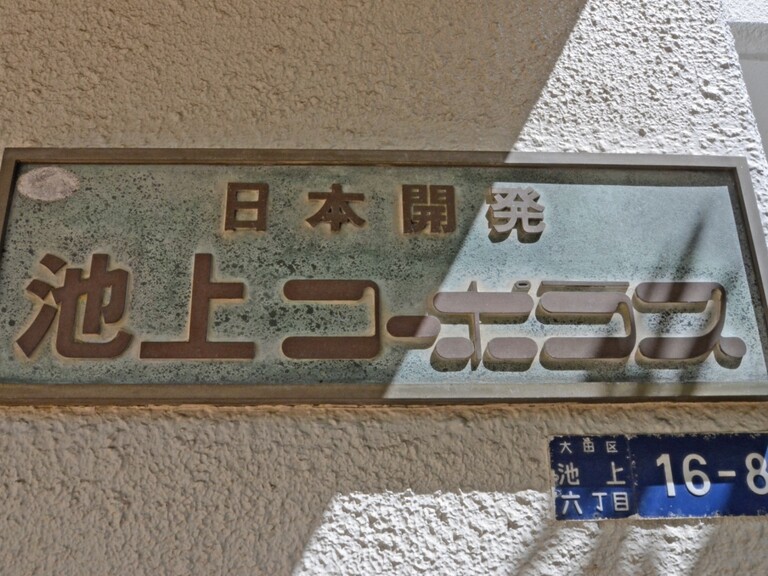 日本開発
池上コーポラス
大田区
池上
六丁目
16-8